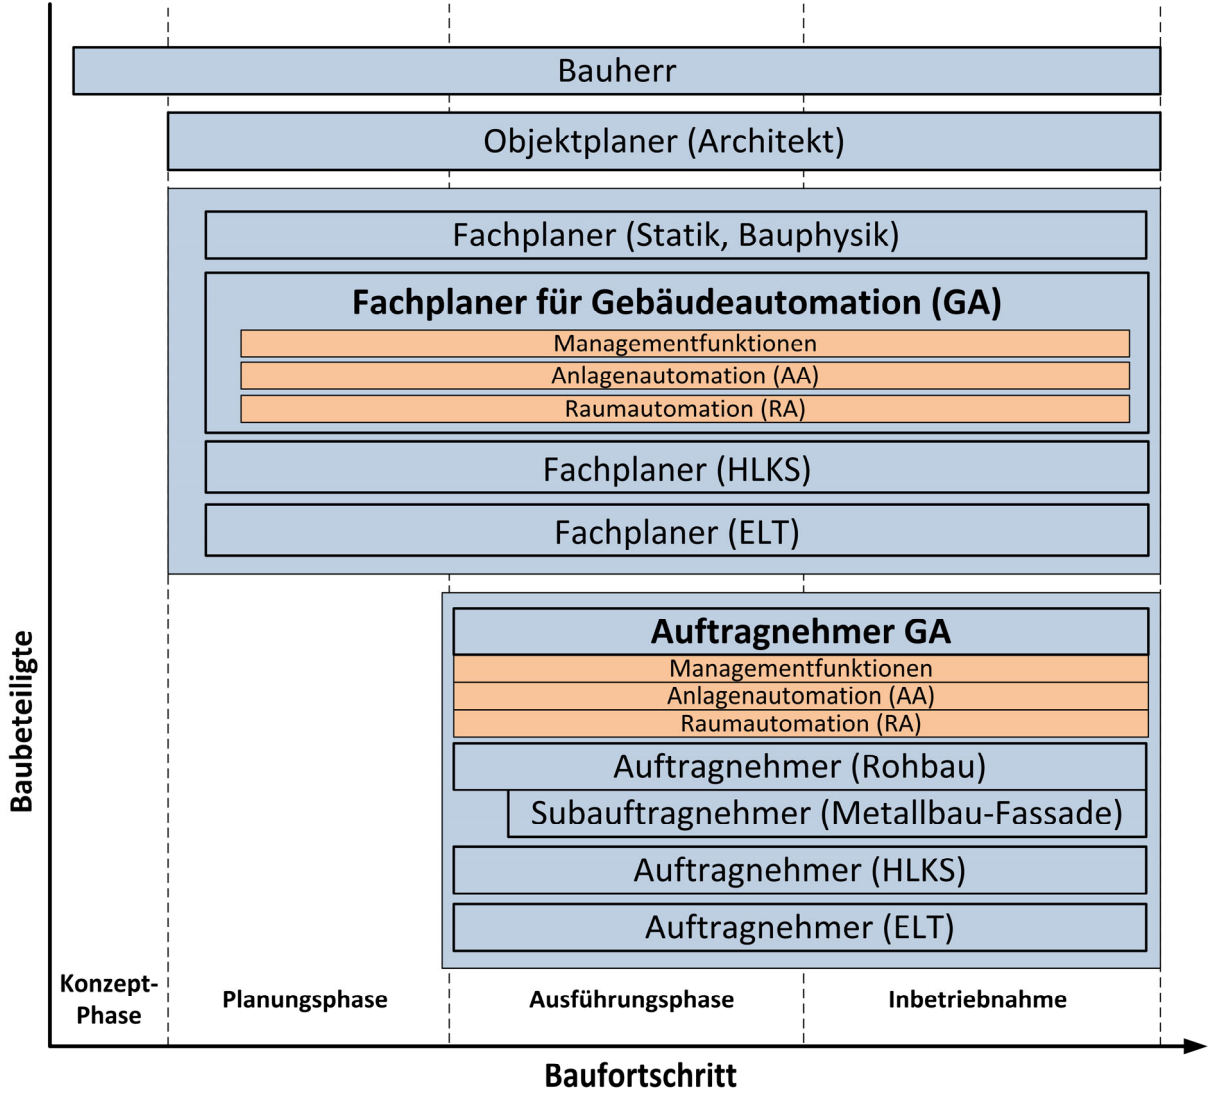 Bauherr
Objektplaner (Architekt)
Fachplaner (Statik, Bauphysik)
Fachplaner für Gebäudeautomation (GA)
Managementfunktionen
Anlagenautomation (AA)
Raumautomation (RA)
Fachplaner (HLKS)
Fachplaner (ELT)
Auftragnehmer GA
Managementfunktionen
Anlagenautomation (AA)
Raumautomation (RA)
Auftragnehmer (Rohbau)
Subauftragnehmer (Metallbau-Fassade)
Auftragnehmer (HLKS)
Auftragnehmer (ELT)
Baubeteiligte
Konzept-
Phase
Planungsphase
Ausführungsphase
Inbetriebnahme
Baufortschritt